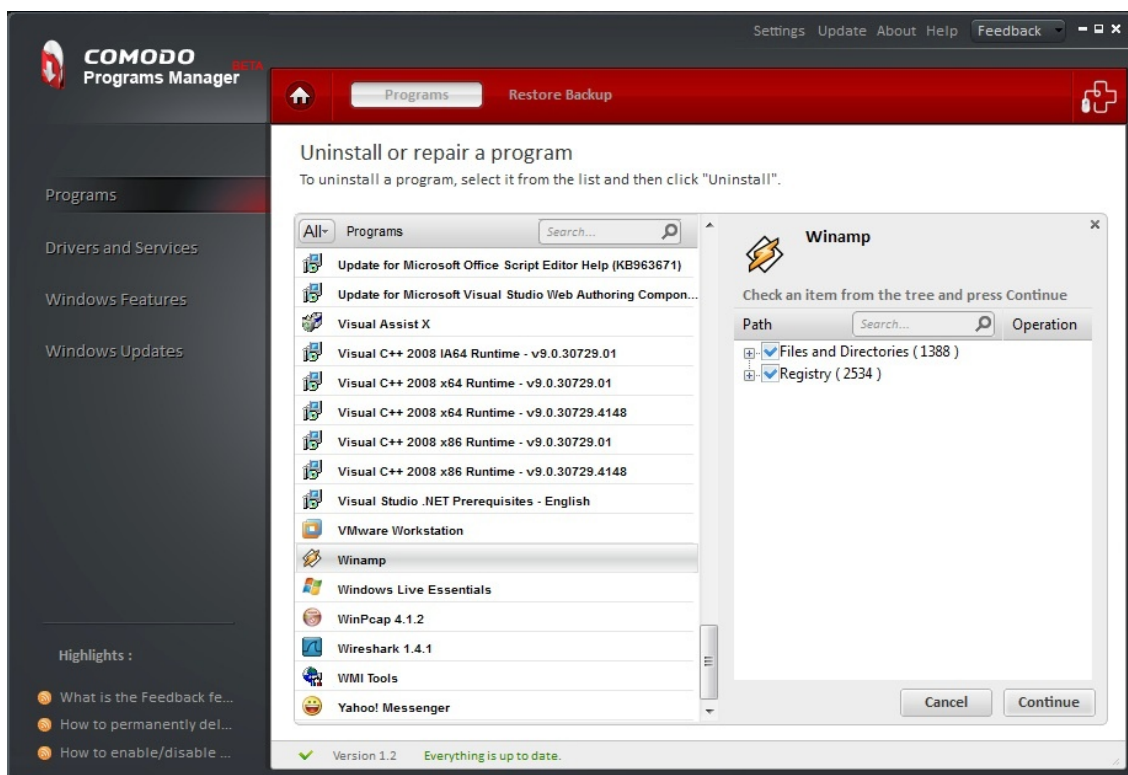 Settings Update About Help Feedback
COMODO
BETA
Programs Manager
Programs Restore Backup
Uninstall or repair a program
To uninstall a program, select it from the list and then click "Uninstall".
Programs
Drivers and Services
Windows Features
Windows Updates
All Programs Search...
Update for Microsoft Office Script Editor Help (KB963671)
Update for Microsoft Visual Studio Web Authoring Compon...
Visual Assist X
Visual C++ 2008 IA64 Runtime - v9.0.30729.01
Visual C++ 2008 x64 Runtime - v9.0.30729.01
Visual C++ 2008 x64 Runtime - v9.0.30729.4148
Visual C++ 2008 x86 Runtime - v9.0.30729.01
Visual C++ 2008 x86 Runtime - v9.0.30729.4148
Visual Studio .NET Prerequisites - English
VMware Workstation
Winamp
Windows Live Essentials
WinPcap 4.1.2
Wireshark 1.4.1
WMI Tools
Yahoo! Messenger
Winamp
Check an item from the tree and press Continue
Path Search... Operation
Files and Directories ( 1388 )
Registry ( 2534 )
Cancel Continue
Highlights :
What is the Feedback fe...
How to permanently del...
How to enable/disable ...
Version 1.2 Everything is up to date.